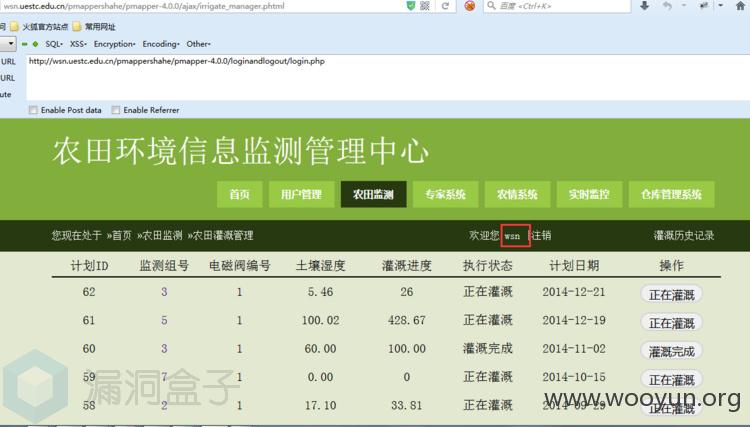 wsn.uestc.edu.cn/pmappershahe/pmapper-4.0.0/ajax/irrigate_manager.phtml
百度 <Ctrl+K>
火狐官方站点 常用网址
SQL- XSS- Encryption- Encoding- Other-
URL http://wsn.uestc.edu.cn/pmappershahe/pmapper-4.0.0/loginandlogout/login.php
URL
ute
Enable Post data Enable Referrer
农田环境信息监测管理中心
首页 用户管理 农田监测 专家系统 农情系统 实时监控 仓库管理系统
您现在处于 »首页 »农田监测 »农田灌溉管理 欢迎您 wsn |注销 灌溉历史记录
计划ID 监测组号 电磁阀编号 土壤湿度 灌溉进度 执行状态 计划日期 操作
62 3 1 5.46 26 正在灌溉 2014-12-21 正在灌溉
61 5 1 100.02 428.67 正在灌溉 2014-12-19 正在灌溉
60 3 1 60.00 100.00 灌溉完成 2014-11-02 灌溉完成
59 7 1 0.00 0 正在灌溉 2014-10-15 正在灌溉
58 2 1 17.10 33.81 正在灌溉 2014-09-29 正在灌溉
漏洞盒子
www.wooyun.org